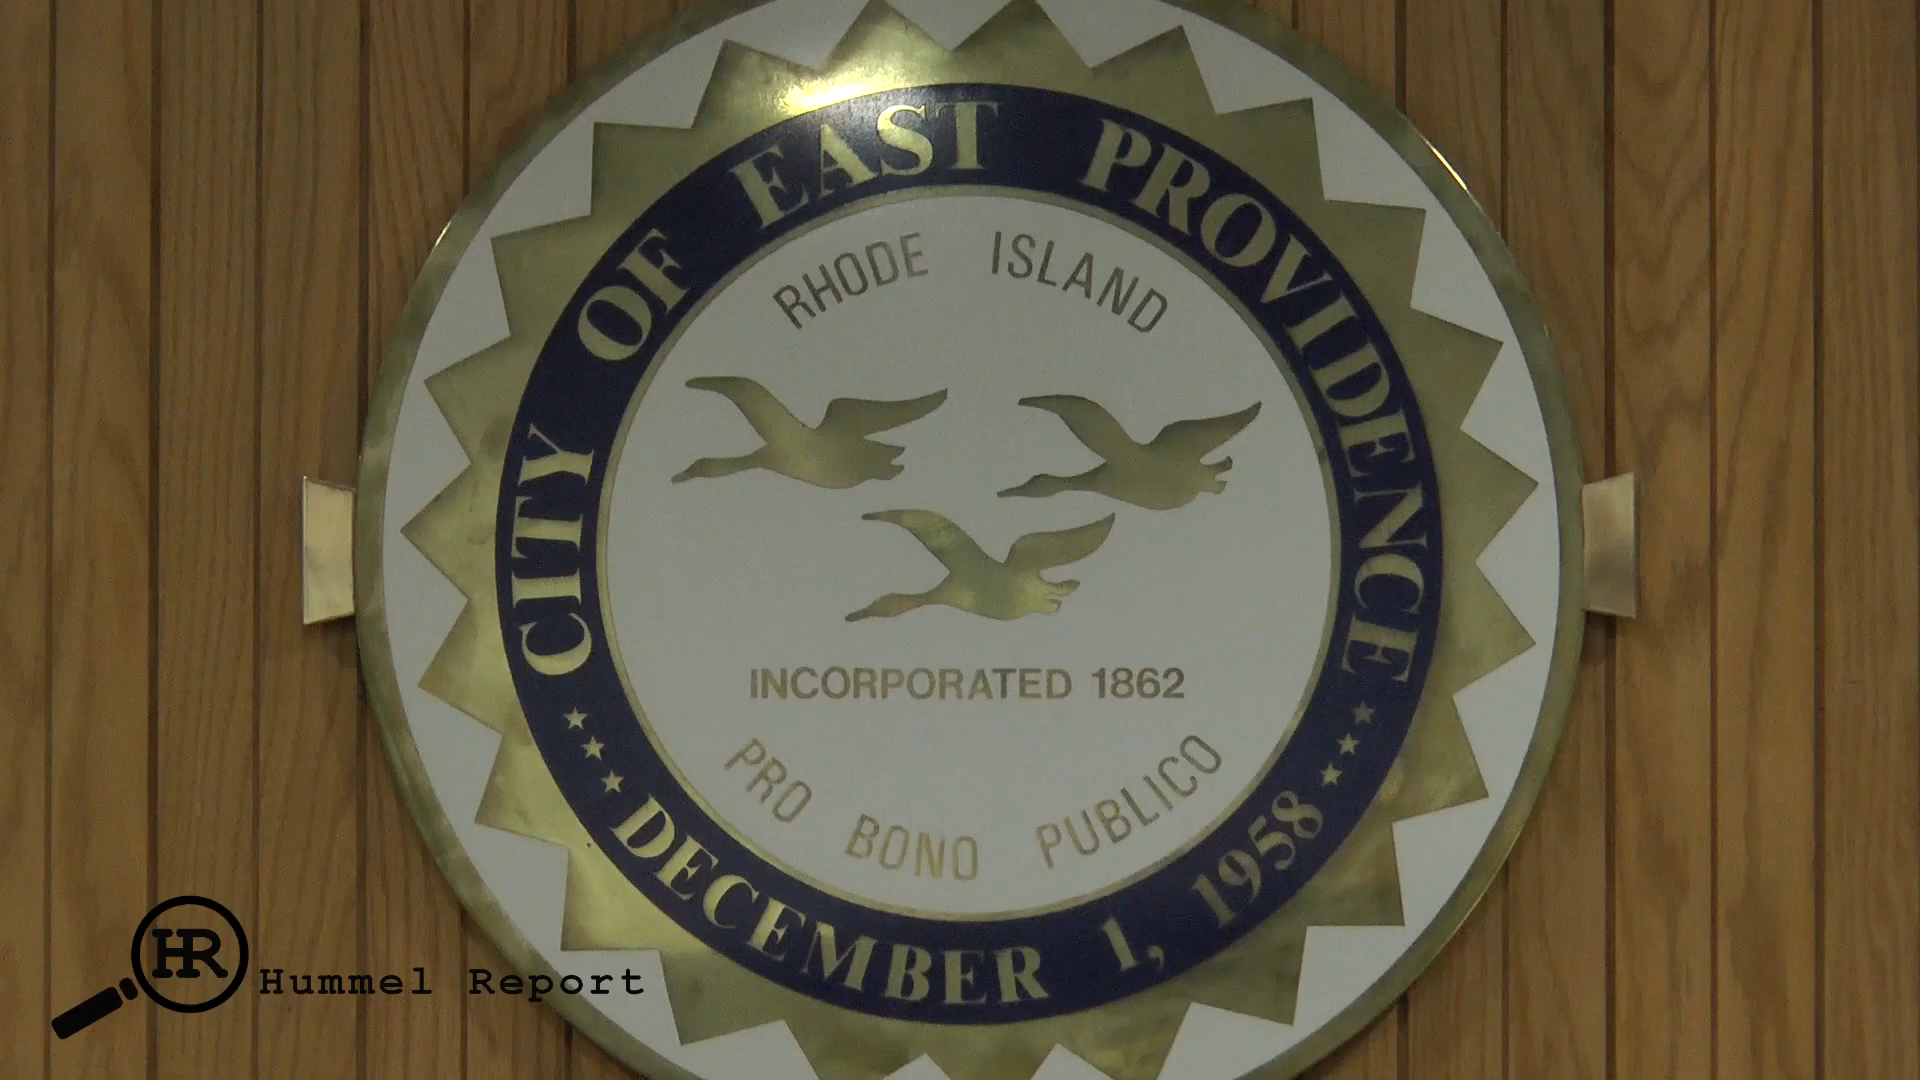 CITY OF EAST PROVIDENCE
RHODE ISLAND
INCORPORATED 1862
PRO BONO PUBLICO
DECEMBER 1, 1958
HR
Hummel Report